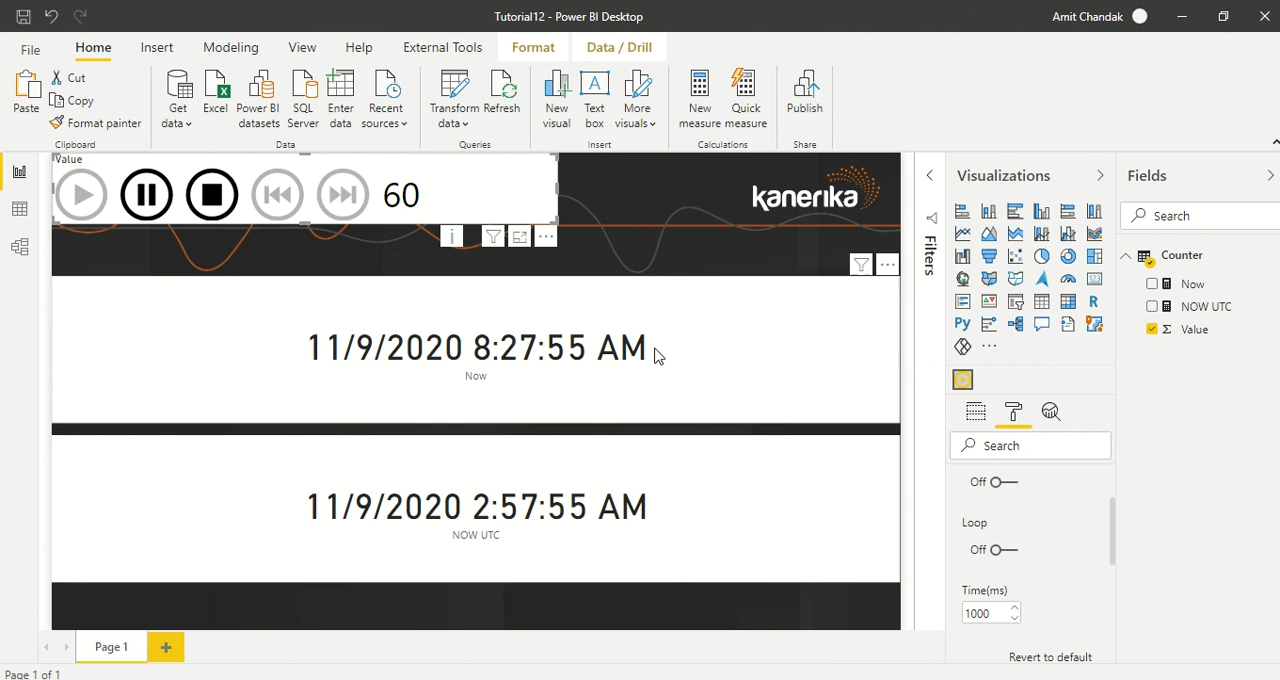 Tutorial12 - Power BI Desktop
Amit Chandak
File
Home
Insert
Modeling
View
Help
External Tools
Format
Data / Drill
Paste
Cut
Copy
Format painter
Get data
Excel
Power BI datasets
SQL Server
Enter data
Recent sources
Transform data
Refresh
New visual
Text box
More visuals
New measure
Quick measure
Publish
Clipboard
Data
Queries
Insert
Calculations
Share
Value
60
kanerika
11/9/2020 8:27:55 AM
Now
11/9/2020 2:57:55 AM
NOW UTC
Filters
Visualizations
R
Py
Search
Off
Loop
Off
Time(ms)
1000
Revert to default
Fields
Search
Counter
Now
NOW UTC
Value
Page 1
Page 1 of 1